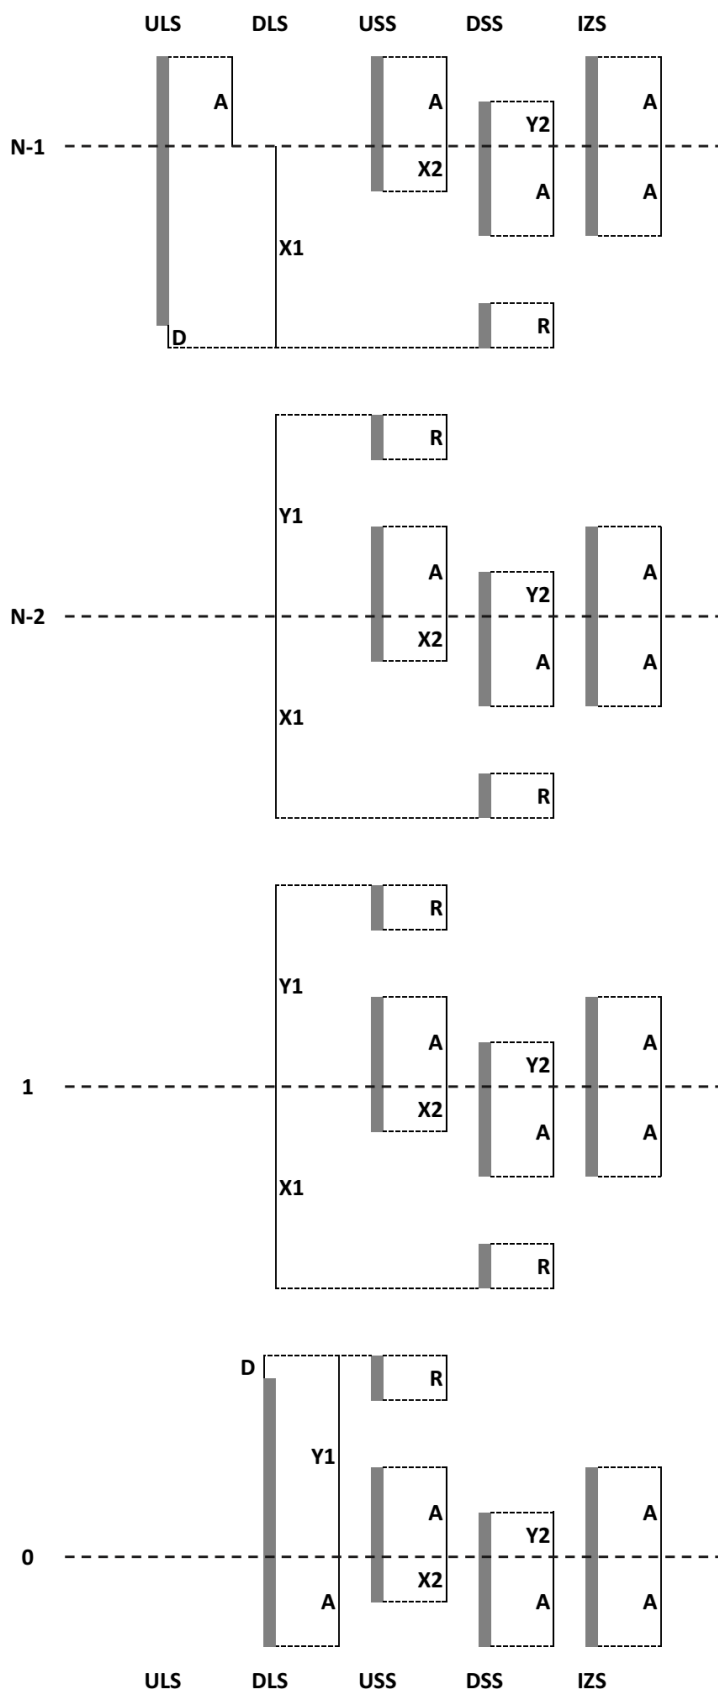 ULS DLS USS DSS IZS
A A Y2 A
N-1
X2 A A
X1
D R
R
Y1
A Y2 A
N-2
X2 A A
X1
R
R
Y1
A Y2 A
1
X2 A A
X1
R
D R
Y1
A Y2 A
0
A X2 A A
ULS DLS USS DSS IZS